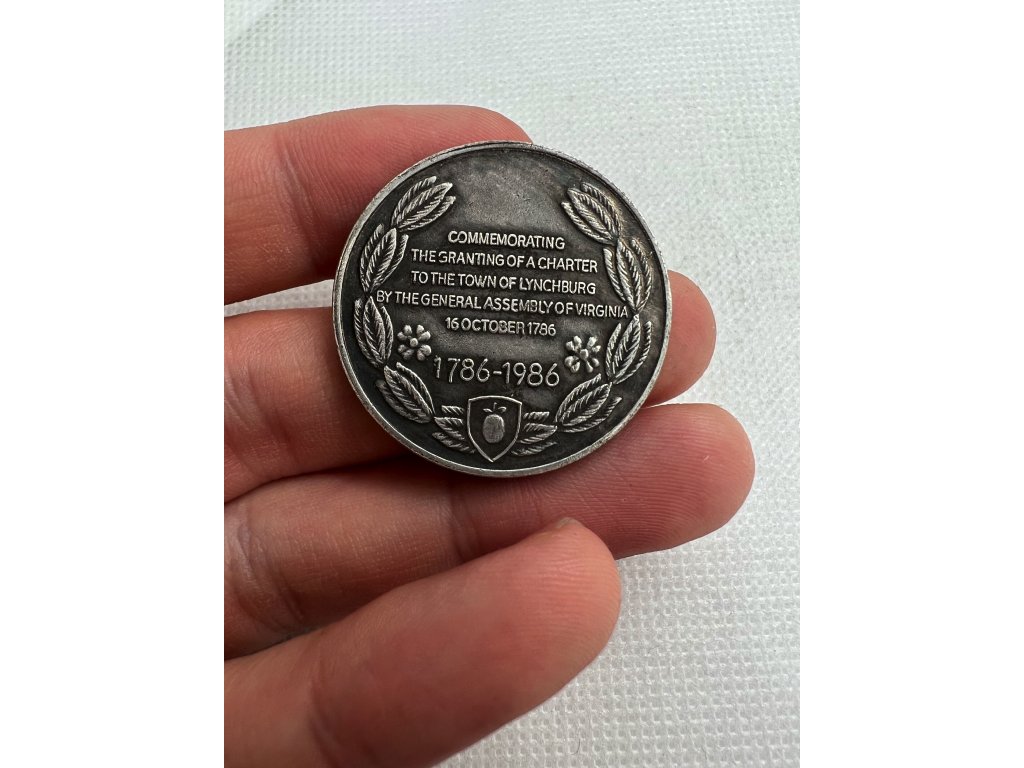 COMMEMORATING
THE GRANTING OF A CHARTER
TO THE TOWN OF LYNCHBURG
BY THE GENERAL ASSEMBLY OF VIRGINIA
16 OCTOBER 1786
1786-1986